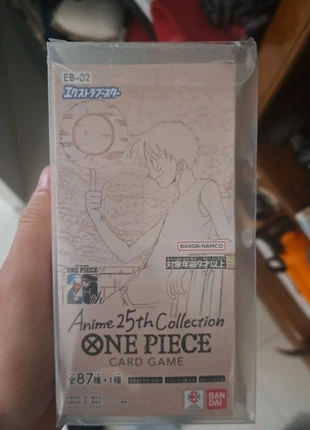 EB-02
エクストラブースター
BANDAI NAMCO
対象年齢9才以上
ONE PIECE
25th
Anime 25th Collection
ONE PIECE
CARD GAME
全87種+1種
BANDAI